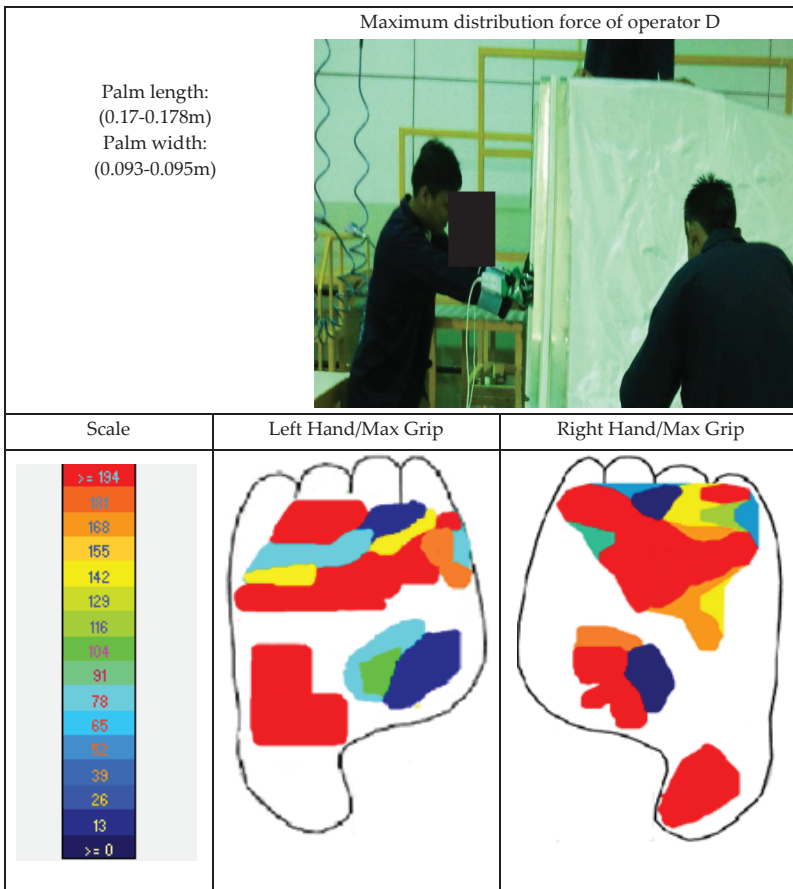 Maximum distribution force of operator D
Palm length:
(0.17-0.178m)
Palm width:
(0.093-0.095m)
Scale
Left Hand/Max Grip
Right Hand/Max Grip
>= 194
181
168
155
142
129
116
104
91
78
65
52
39
26
13
>= 0